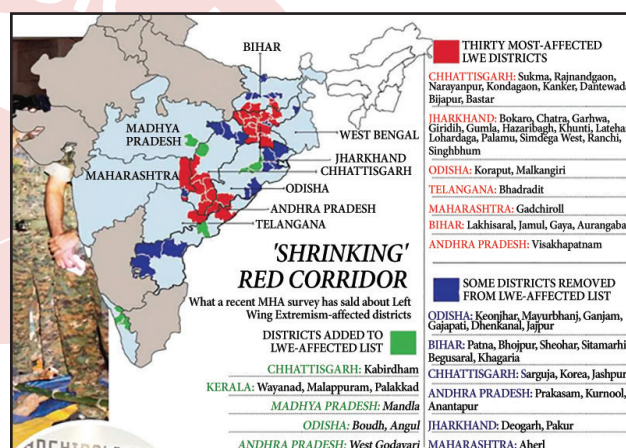 BIHAR
MADHYA
PRADESH
MAHARASHTRA
WEST BENGAL
JHARKHAND
CHHATTISGARH
ODISHA
ANDHRA PRADESH
TELANGANA
'SHRINKING'
RED CORRIDOR
What a recent MHA survey has said about Left
Wing Extremism-affected districts
DISTRICTS ADDED TO
LWE-AFFECTED LIST
CHHATTISGARH: Kabirdham
KERALA: Wayanad, Malappuram, Palakkad
MADHYA PRADESH: Mandla
ODISHA: Boudh, Angul
ANDHRA PRADESH: West Godavari
THIRTY MOST-AFFECTED
LWE DISTRICTS
CHHATTISGARH: Sukma, Rajnandgaon,
Narayanpur, Kondagaon, Kanker, Dantewad
Bijapur, Bastar
JHARKHAND: Bokaro, Chatra, Garhwa,
Giridih, Gumla, Hazaribagh, Khunti, Lateha
Lohardaga, Palamu, Simdega West, Ranchi,
Singhbhum
ODISHA: Koraput, Malkangiri
TELANGANA: Bhadradit
MAHARASHTRA: Gadchiroll
BIHAR: Lakhisaral, Jamul, Gaya, Aurangaba
ANDHRA PRADESH: Visakhapatnam
SOME DISTRICTS REMOVED
FROM LWE-AFFECTED LIST
ODISHA: Keonjhar, Mayurbhanj, Ganjam,
Gajapati, Dhenkanal, Jajpur
BIHAR: Patna, Bhojpur, Sheohar, Sitamarhi
Begusaral, Khagaria
CHHATTISGARH: Sarguja, Korea, Jashpur
ANDHRA PRADESH: Prakasam, Kurnool,
Anantapur
JHARKHAND: Deogarh, Pakur
MAHARASHTRA: Aherl